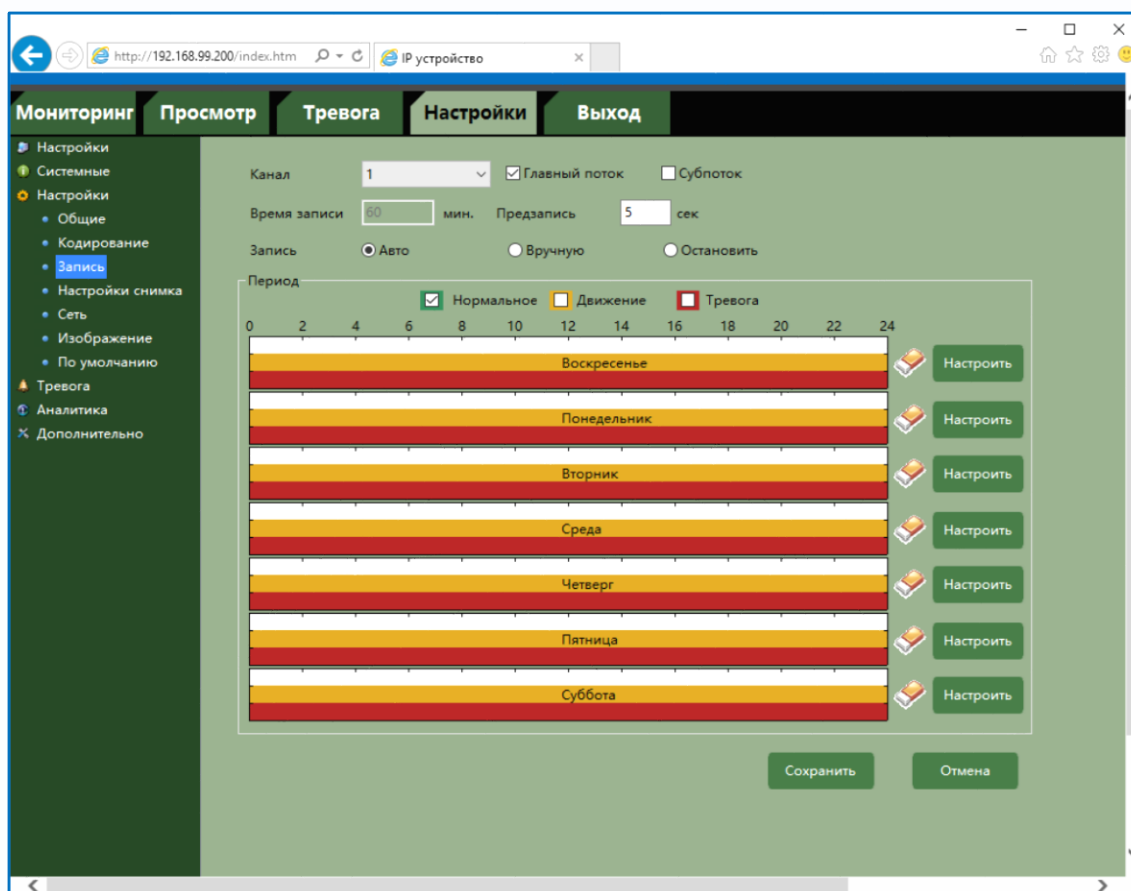 http://192.168.99.200/index.htm
IP устройство
Мониторинг Просмотр Тревога Настройки Выход
Настройки
Системные
Настройки
Общие
Кодирование
Запись
Настройки снимка
Сеть
Изображение
По умолчанию
Тревога
Аналитика
Дополнительно
Канал 1 Главный поток Субпоток
Время записи 60 мин. Предзапись 5 сек
Запись Авто Вручную Остановить
Период
Нормальное Движение Тревога
0 2 4 6 8 10 12 14 16 18 20 22 24
Воскресенье Настроить
Понедельник Настроить
Вторник Настроить
Среда Настроить
Четверг Настроить
Пятница Настроить
Суббота Настроить
Сохранить Отмена